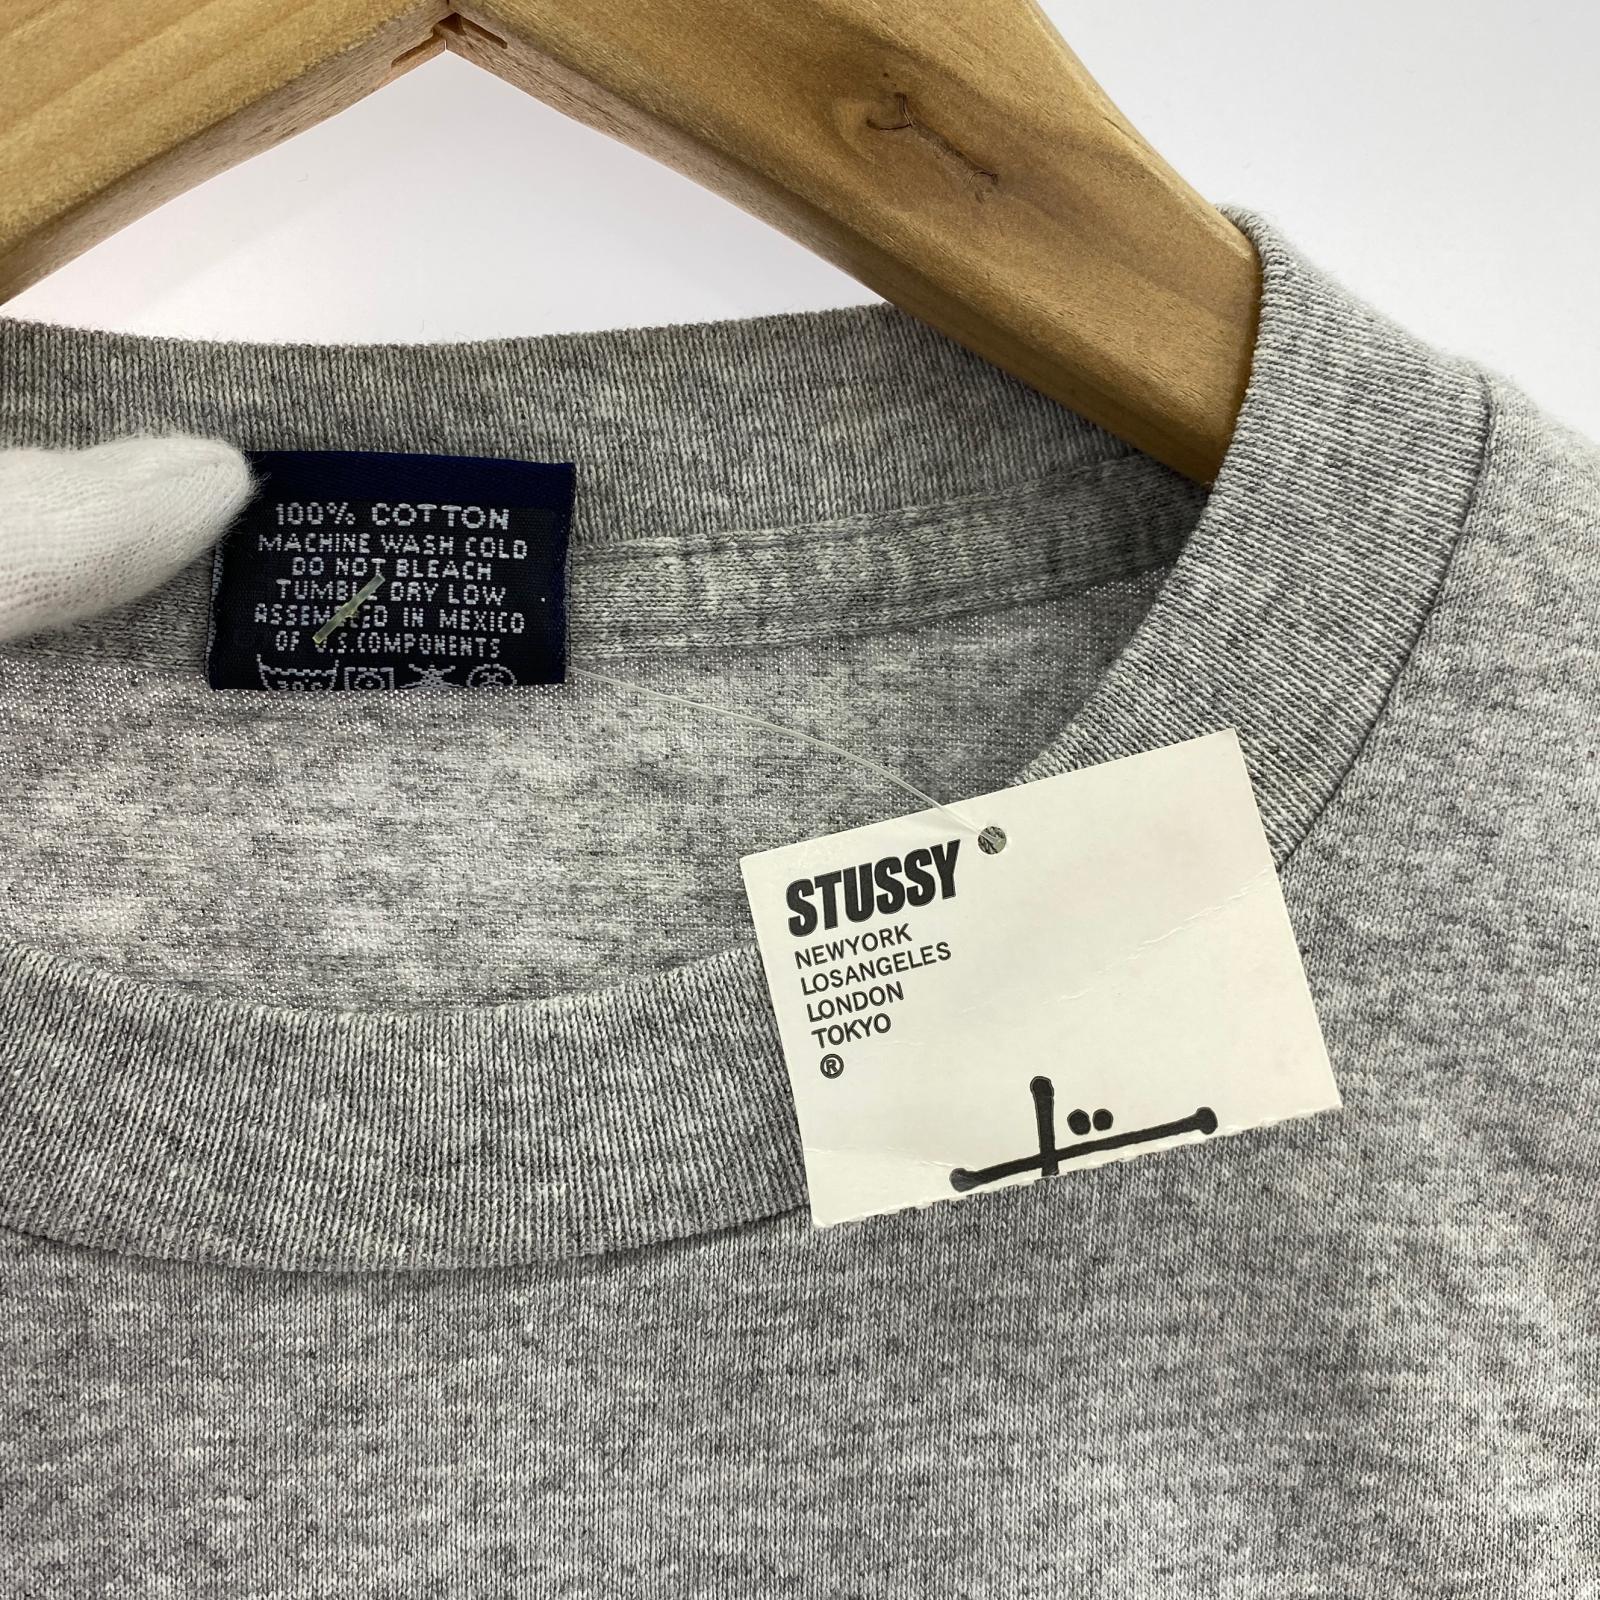 100% COTTON
MACHINE WASH COLD
DO NOT BLEACH
TUMBLE DRY LOW
ASSEMBLED IN MEXICO
OF U.S.COMPONENTS
STUSSY
NEWYORK
LOSANGELES
LONDON
TOKYO
®